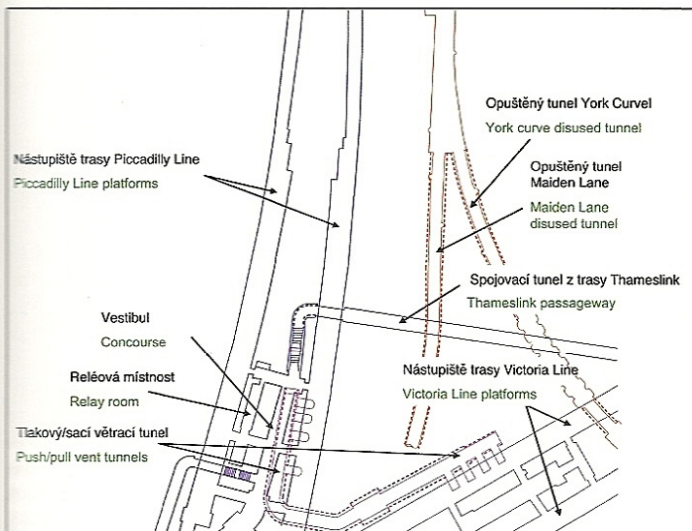 Opuštěný tunel York Curvel
York curve disused tunnel
Nástupiště trasy Piccadilly Line
Piccadilly Line platforms
Opuštěný tunel
Maiden Lane
Maiden Lane
disused tunnel
Spojovací tunel z trasy Thameslink
Thameslink passageway
Vestibul
Concourse
Nástupiště trasy Victoria Line
Victoria Line platforms
Reléová místnost
Relay room
Tlakový/sací větrací tunel
Push/pull vent tunnels